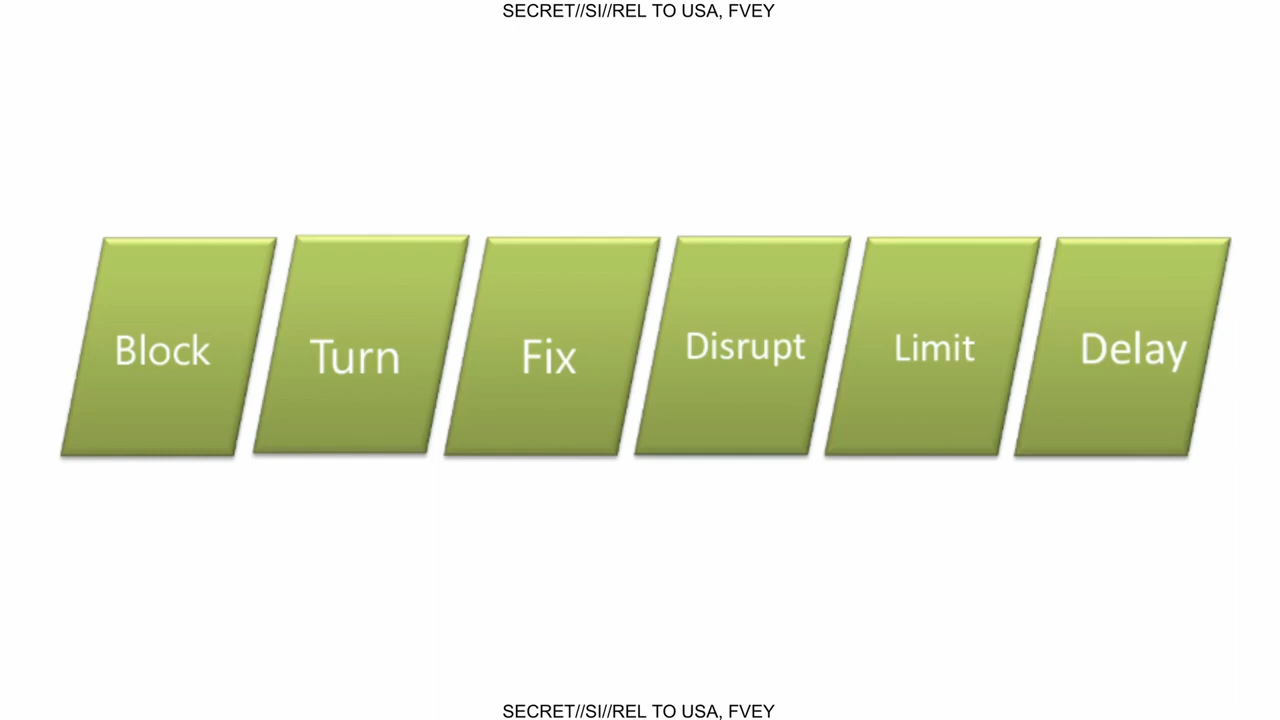 SECRET//SI//REL TO USA, FVEY
Block
Turn
Fix
Disrupt
Limit
Delay
SECRET//SI//REL TO USA, FVEY